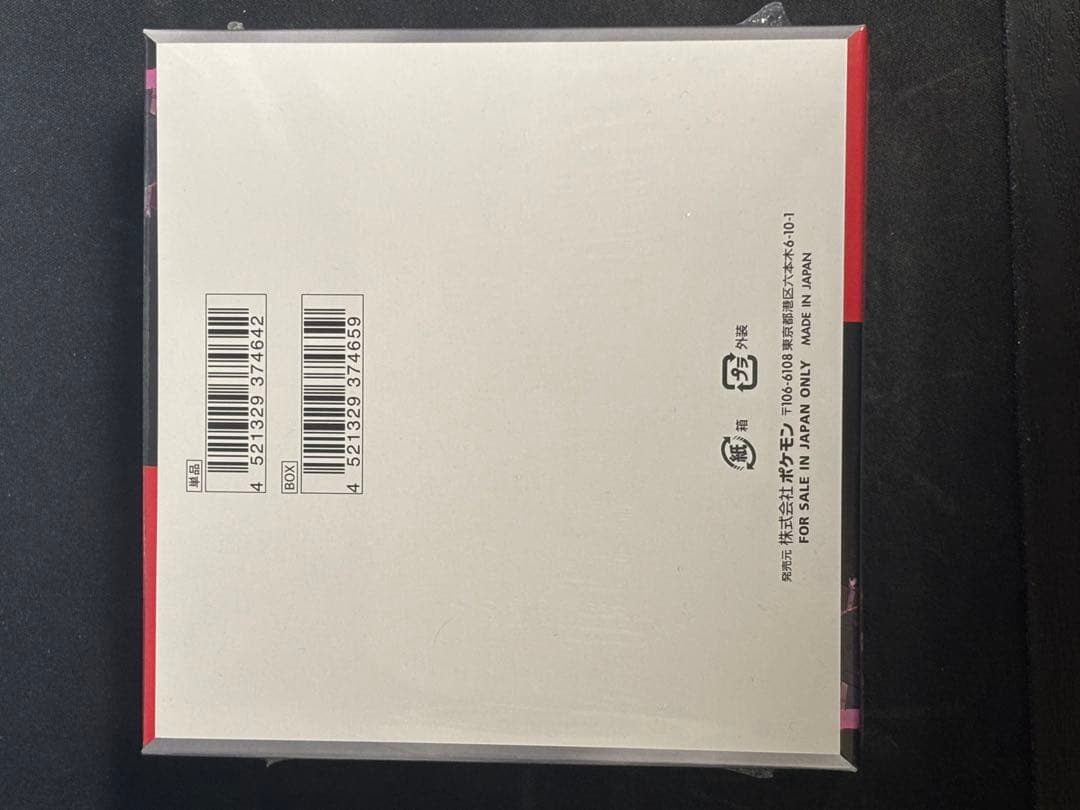 単品
4 521329 374642
BOX
4 521329 374659
紙 箱 プラ 外装
発売元 株式会社 ポケモン 〒106-6108 東京都港区六本木6-10-1
FOR SALE IN JAPAN ONLY MADE IN JAPAN